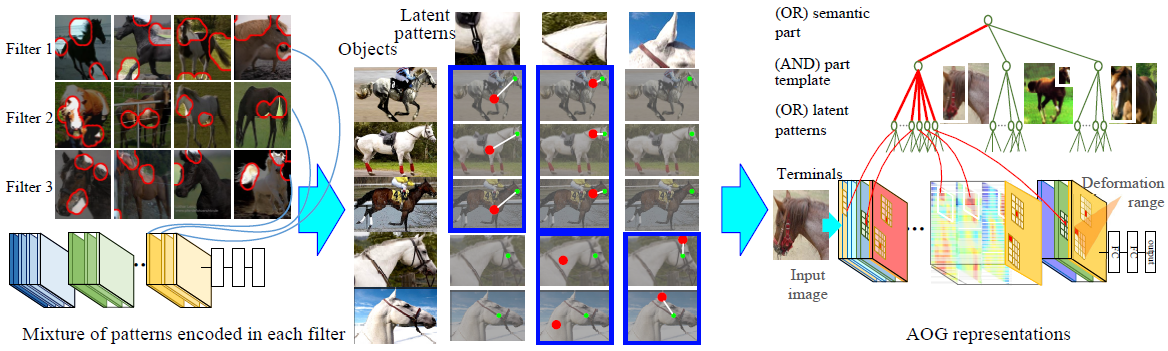 Filter 1
Filter 2
Filter 3
Mixture of patterns encoded in each filter
Latent
patterns
Objects
(OR) semantic
part
(AND) part
template
(OR) latent
patterns
Terminals
Input
image
Deformation
range
FC
FC
output
AOG representations